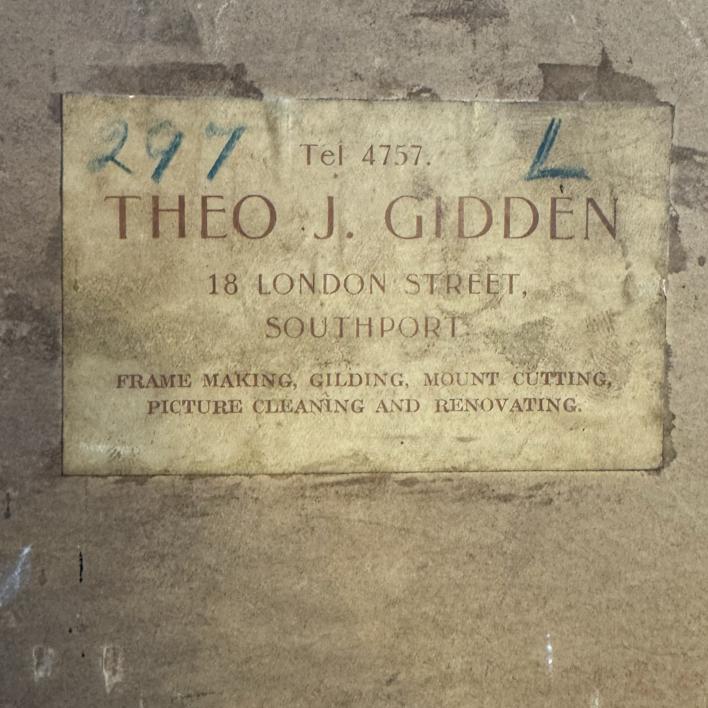 297 Tel 4757. L
THEO J. GIDDEN
18 LONDON STREET,
SOUTHPORT.
FRAME MAKING, GILDING, MOUNT CUTTING,
PICTURE CLEANING AND RENOVATING.